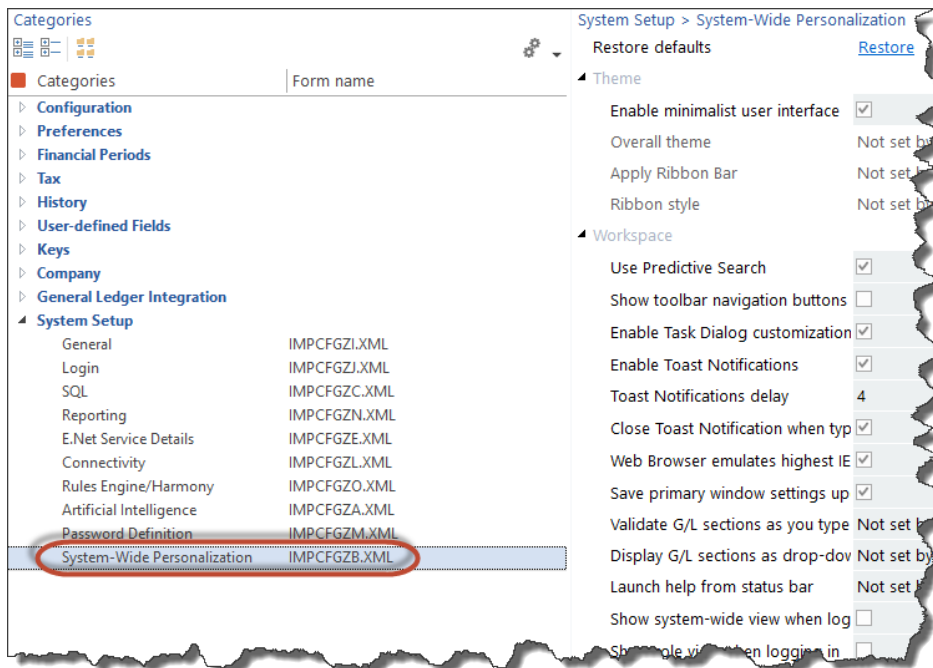 Categories
Categories Form name
Configuration
Preferences
Financial Periods
Tax
History
User-defined Fields
Keys
Company
General Ledger Integration
System Setup
General IMPCFGZI.XML
Login IMPCFGZJ.XML
SQL IMPCFGZC.XML
Reporting IMPCFGZN.XML
E.Net Service Details IMPCFGZE.XML
Connectivity IMPCFGZL.XML
Rules Engine/Harmony IMPCFGZO.XML
Artificial Intelligence IMPCFGZA.XML
Password Definition IMPCFGZM.XML
System-Wide Personalization IMPCFGZB.XML
System Setup > System-Wide Personalization
Restore defaults Restore
Theme
Enable minimalist user interface
Overall theme Not set by
Apply Ribbon Bar Not set
Ribbon style Not set by
Workspace
Use Predictive Search
Show toolbar navigation buttons
Enable Task Dialog customization
Enable Toast Notifications
Toast Notifications delay 4
Close Toast Notification when typ
Web Browser emulates highest IE
Save primary window settings up
Validate G/L sections as you type Not set
Display G/L sections as drop-dov Not set by
Launch help from status bar Not set
Show system-wide view when log
when logging in